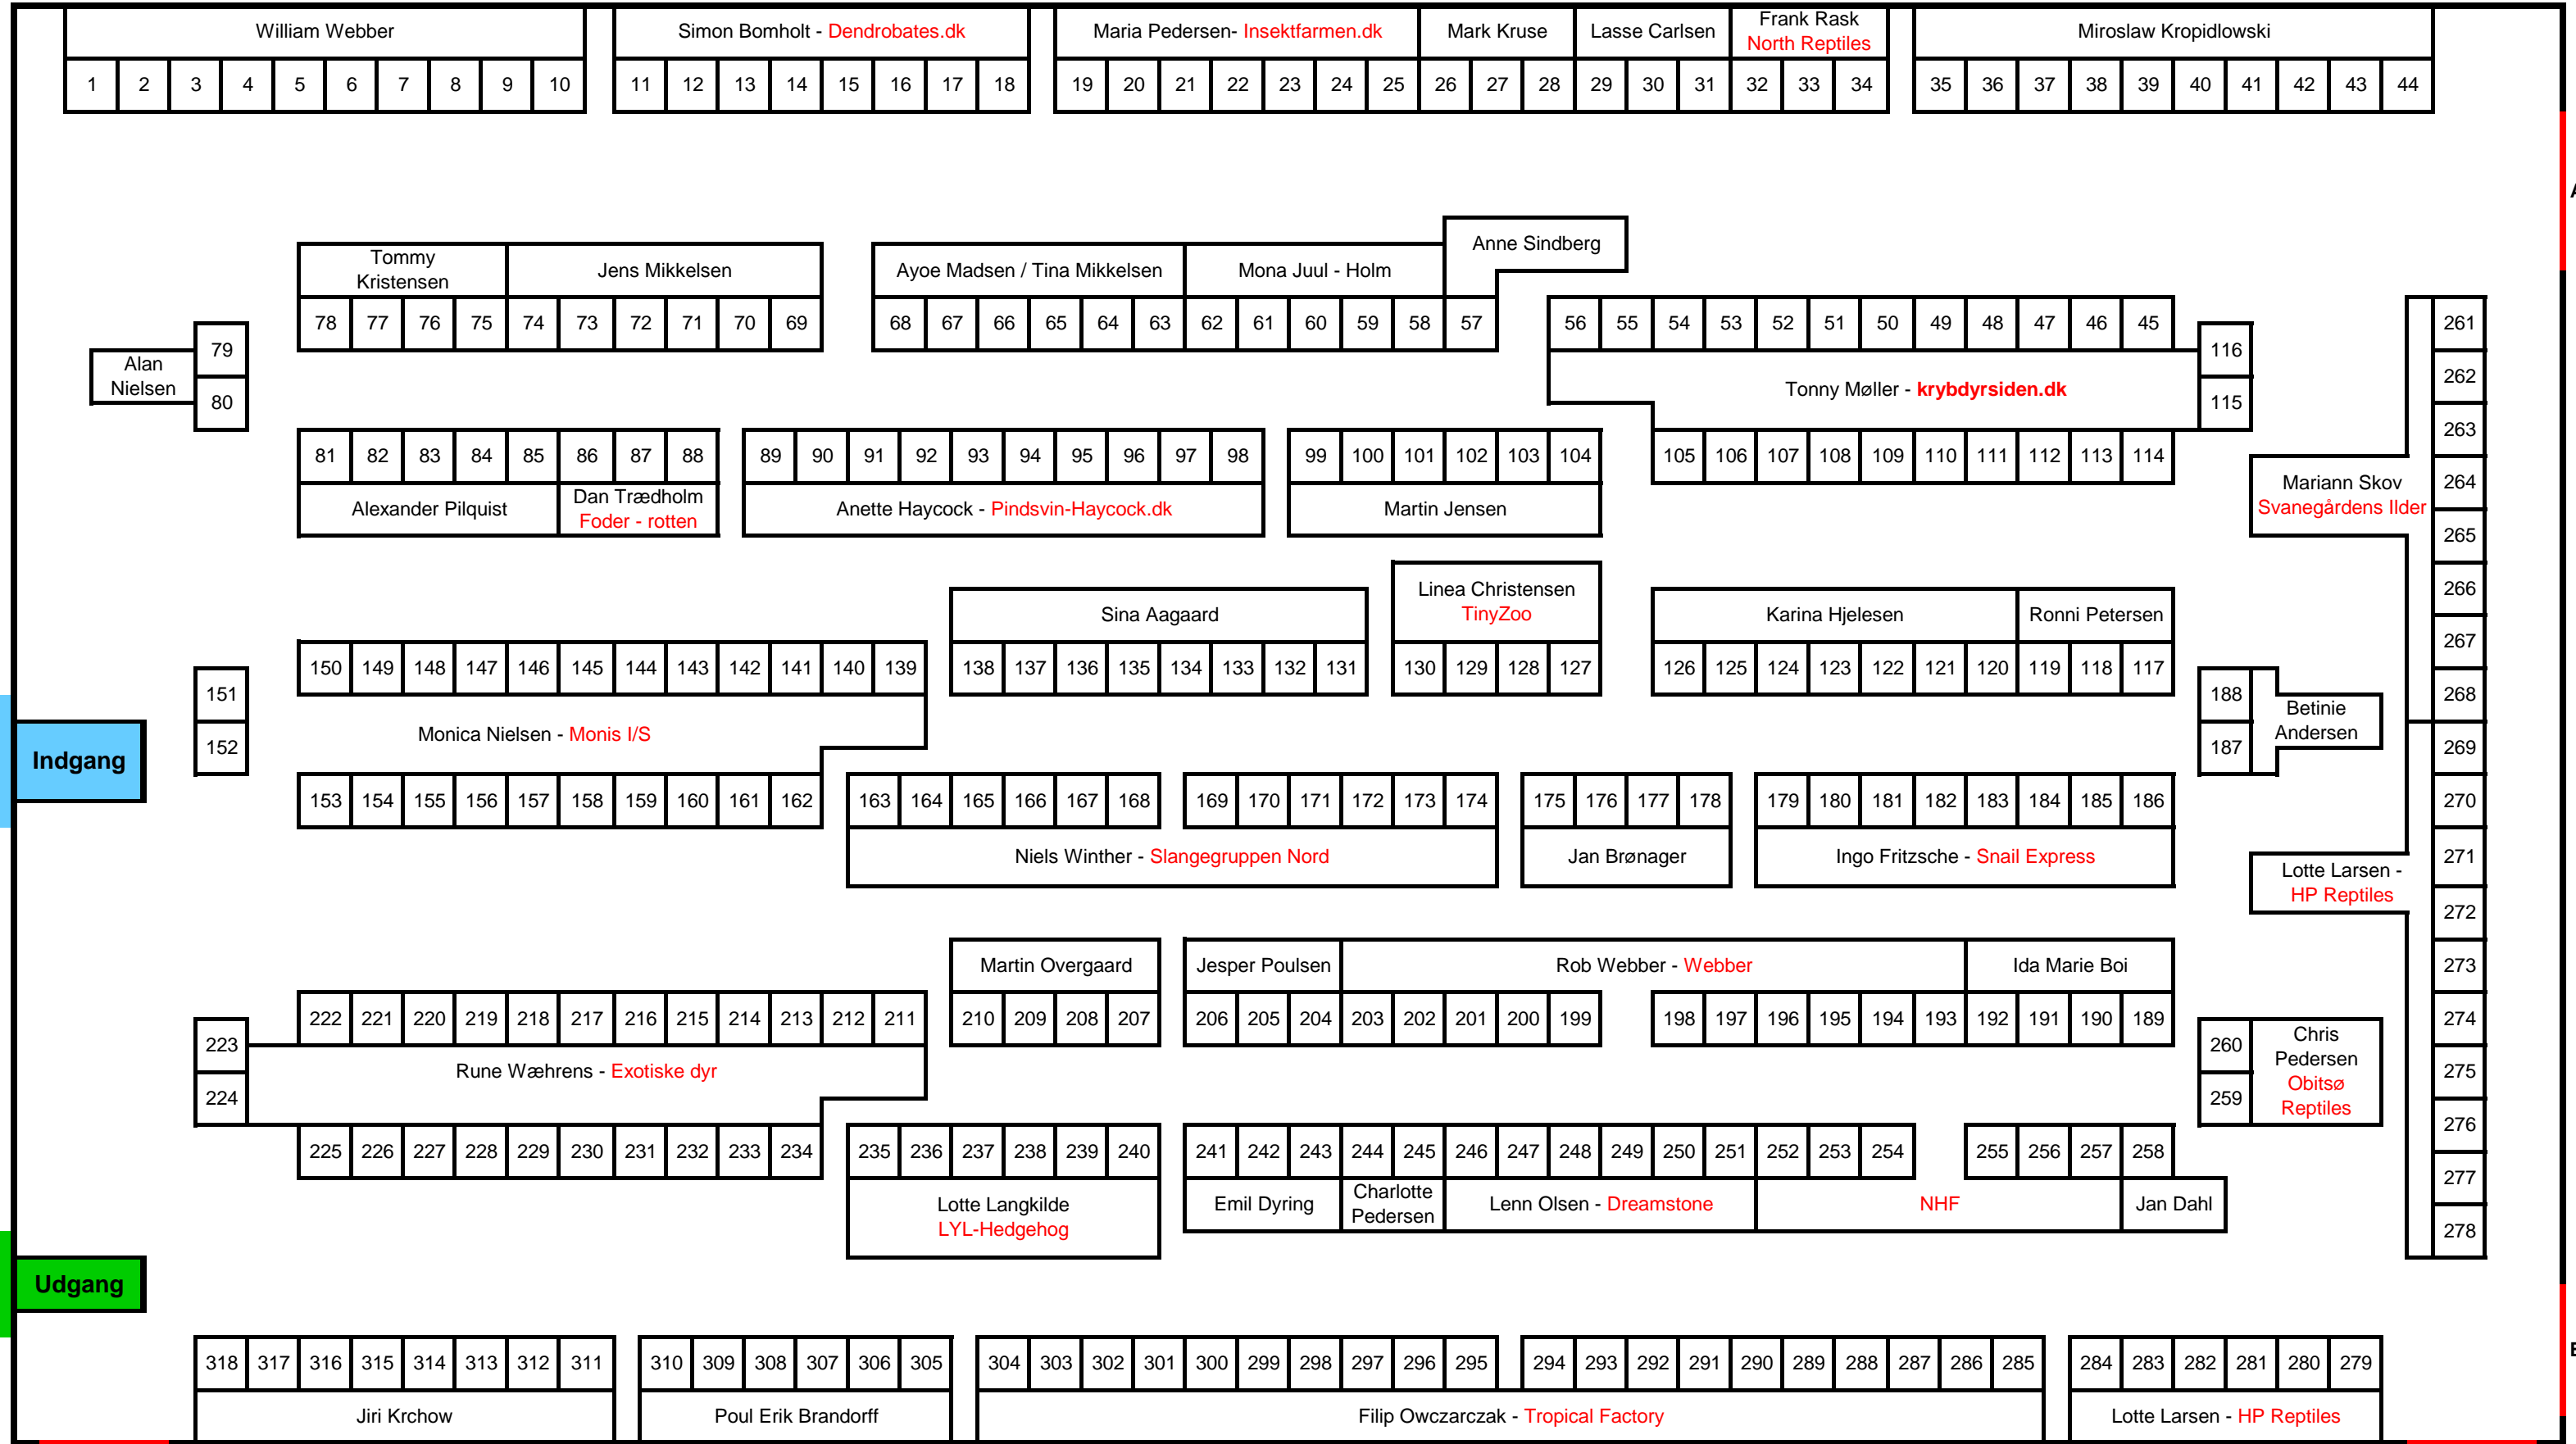 William Webber
Simon Bomholt - Dendrobates.dk
Maria Pedersen- Insektfarmen.dk
Mark Kruse
Lasse Carlsen
Frank Rask
North Reptiles
Miroslaw Kropidlowski
1 2 3 4 5 6 7 8 9 10
11 12 13 14 15 16 17 18
19 20 21 22 23 24 25 26 27 28 29 30 31 32 33 34
35 36 37 38 39 40 41 42 43 44
Tommy
Kristensen
Jens Mikkelsen
Ayoe Madsen / Tina Mikkelsen
Mona Juul - Holm
Anne Sindberg
78 77 76 75 74 73 72 71 70 69
68 67 66 65 64 63 62 61 60 59 58 57
56 55 54 53 52 51 50 49 48 47 46 45
79
80
Alan
Nielsen
116
115
Tonny Møller - krybdyrsiden.dk
81 82 83 84 85 86 87 88
89 90 91 92 93 94 95 96 97 98
99 100 101 102 103 104
105 106 107 108 109 110 111 112 113 114
Alexander Pilquist
Dan Trædholm
Foder - rotten
Anette Haycock - Pindsvin-Haycock.dk
Martin Jensen
261
262
263
264
265
266
267
268
269
270
271
272
273
274
275
276
277
278
Mariann Skov
Svanegårdens Ilder
Sina Aagaard
Linea Christensen
TinyZoo
Karina Hjelesen
Ronni Petersen
150 149 148 147 146 145 144 143 142 141 140 139
138 137 136 135 134 133 132 131
130 129 128 127
126 125 124 123 122 121 120 119 118 117
151
152
Monica Nielsen - Monis I/S
188
187
Betinie
Andersen
Indgang
153 154 155 156 157 158 159 160 161 162
163 164 165 166 167 168
169 170 171 172 173 174
175 176 177 178
179 180 181 182 183 184 185 186
Niels Winther - Slangegruppen Nord
Jan Brønager
Ingo Fritzsche - Snail Express
Lotte Larsen -
HP Reptiles
Martin Overgaard
Jesper Poulsen
Rob Webber - Webber
Ida Marie Boi
222 221 220 219 218 217 216 215 214 213 212 211
210 209 208 207
206 205 204 203 202 201 200 199
198 197 196 195 194 193 192 191 190 189
223
224
Rune Wæhrens - Exotiske dyr
260
259
Chris
Pedersen
Obitsø
Reptiles
225 226 227 228 229 230 231 232 233 234
235 236 237 238 239 240
241 242 243 244 245 246 247 248 249 250 251 252 253 254
255 256 257 258
Lotte Langkilde
LYL-Hedgehog
Emil Dyring
Charlotte
Pedersen
Lenn Olsen - Dreamstone
NHF
Jan Dahl
Udgang
318 317 316 315 314 313 312 311
310 309 308 307 306 305
304 303 302 301 300 299 298 297 296 295
294 293 292 291 290 289 288 287 286 285
284 283 282 281 280 279
Jiri Krchow
Poul Erik Brandorff
Filip Owczarczak - Tropical Factory
Lotte Larsen - HP Reptiles